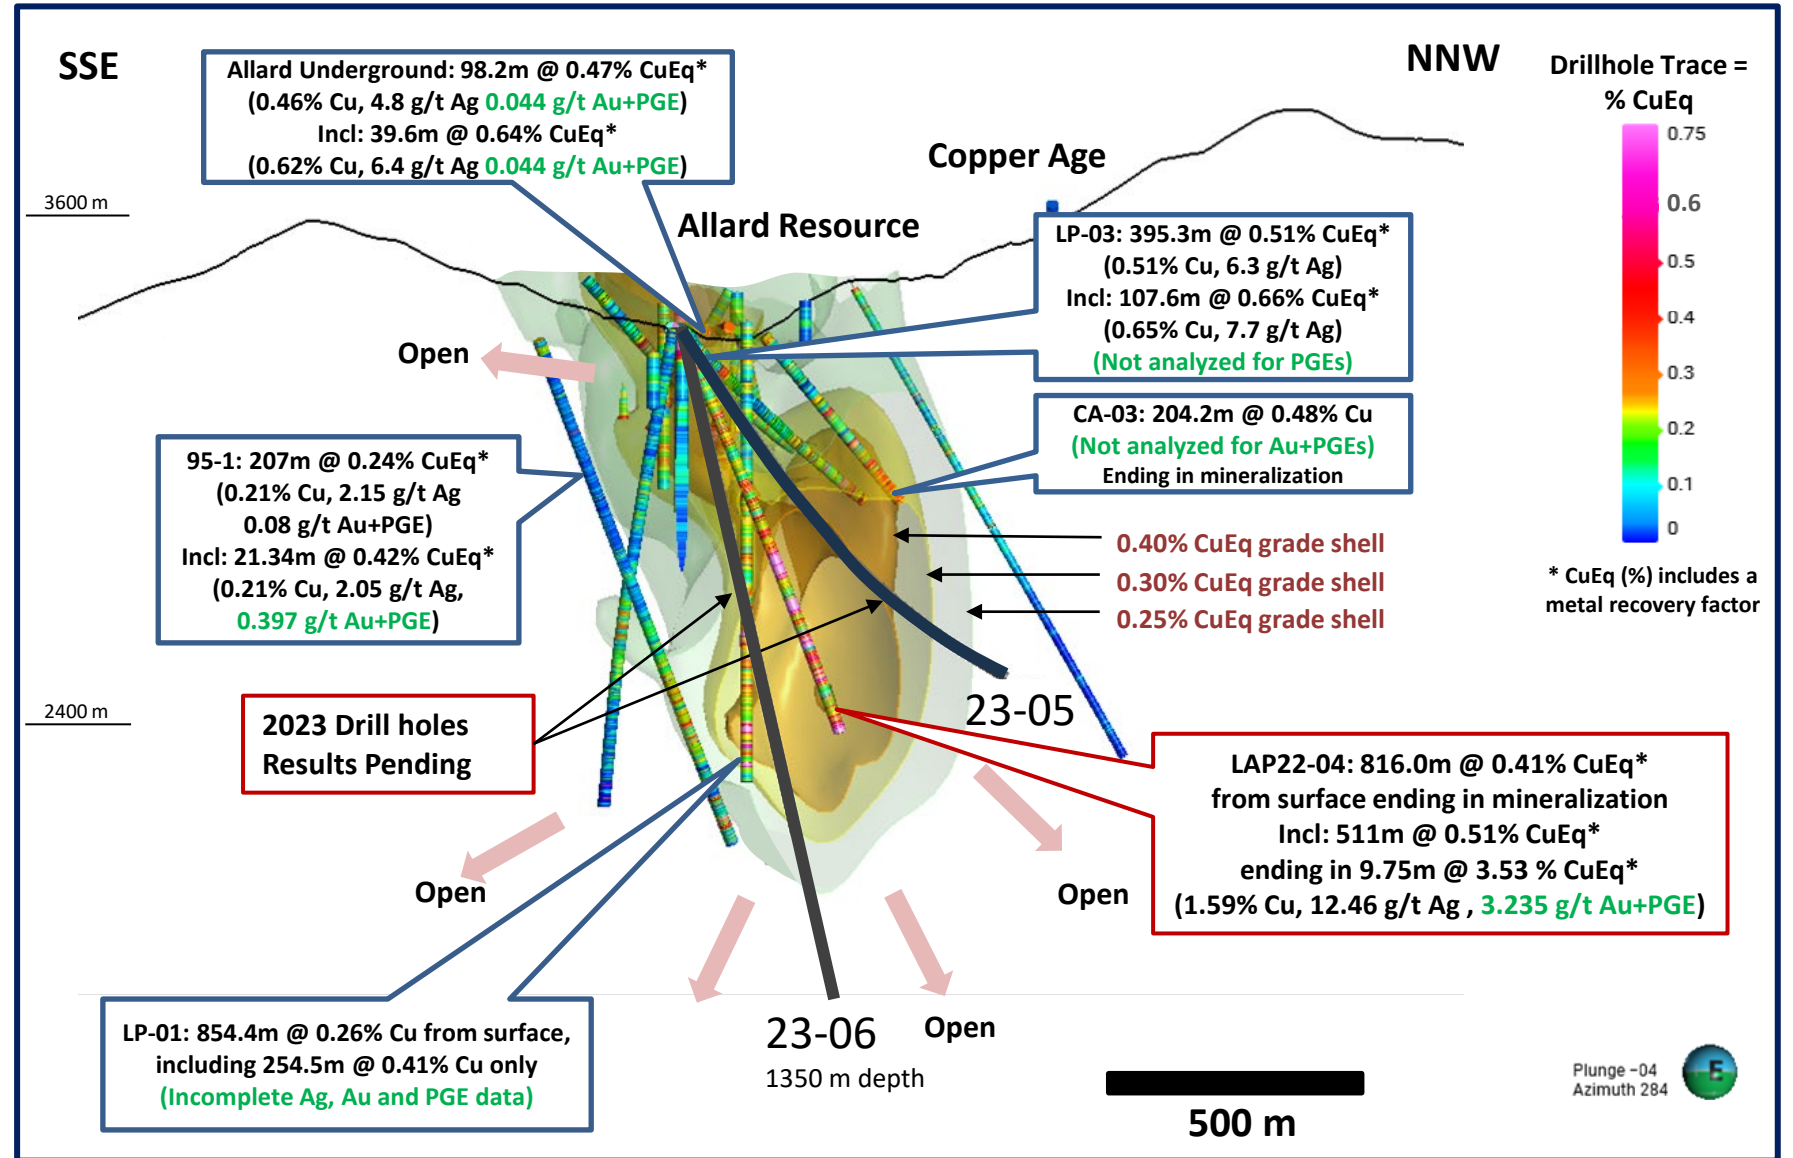 SSE
NNW
Allard Underground: 98.2m @ 0.47% CuEq*
(0.46% Cu, 4.8 g/t Ag 0.044 g/t Au+PGE)
Incl: 39.6m @ 0.64% CuEq*
(0.62% Cu, 6.4 g/t Ag 0.044 g/t Au+PGE)
Drillhole Trace =
% CuEq
0.75
0.6
0.5
0.4
0.3
0.2
0.1
0
* CuEq (%) includes a
metal recovery factor
Copper Age
3600 m
Allard Resource
LP-03: 395.3m @ 0.51% CuEq*
(0.51% Cu, 6.3 g/t Ag)
Incl: 107.6m @ 0.66% CuEq*
(0.65% Cu, 7.7 g/t Ag)
(Not analyzed for PGEs)
Open
CA-03: 204.2m @ 0.48% Cu
(Not analyzed for Au+PGEs)
Ending in mineralization
95-1: 207m @ 0.24% CuEq*
(0.21% Cu, 2.15 g/t Ag
0.08 g/t Au+PGE)
Incl: 21.34m @ 0.42% CuEq*
(0.21% Cu, 2.05 g/t Ag,
0.397 g/t Au+PGE)
0.40% CuEq grade shell
0.30% CuEq grade shell
0.25% CuEq grade shell
2400 m
2023 Drill holes
Results Pending
23-05
LAP22-04: 816.0m @ 0.41% CuEq*
from surface ending in mineralization
Incl: 511m @ 0.51% CuEq*
ending in 9.75m @ 3.53 % CuEq*
(1.59% Cu, 12.46 g/t Ag , 3.235 g/t Au+PGE)
Open
Open
LP-01: 854.4m @ 0.26% Cu from surface,
including 254.5m @ 0.41% Cu only
(Incomplete Ag, Au and PGE data)
23-06
1350 m depth
Open
500 m
Plunge -04
Azimuth 284
E